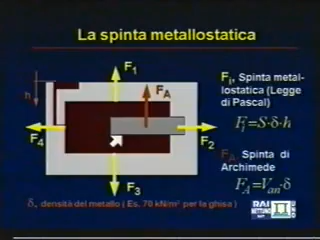 La spinta metallostatica
F1
FA
h
F4
F2
F3
Fi, Spinta metal-
lostatica (Legge
di Pascal)
Fi=S·δ·h
FA, Spinta di
Archimede
FA=Van·δ
δ, densità del metallo ( Es. 70 kN/m³ per la ghisa )
RAI
NETTUNO